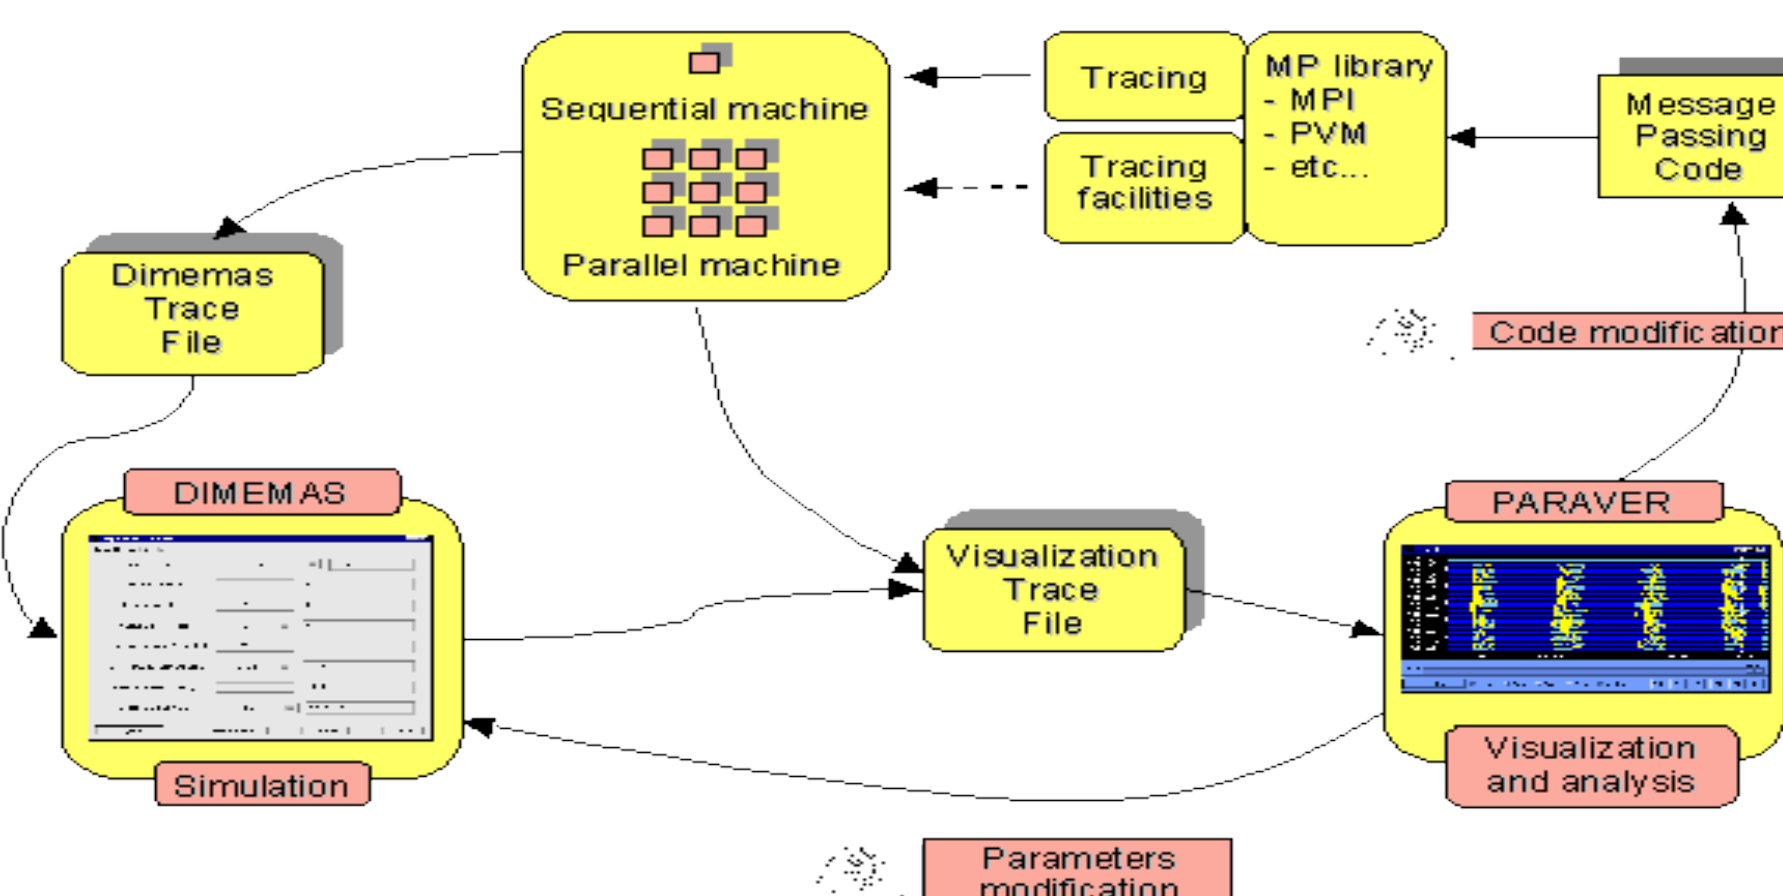 Sequential machine
Parallel machine
Tracing
Tracing
facilities
MP library
- MPI
- PVM
- etc...
Message
Passing
Code
Dimemas
Trace
File
Code modification
DIMEMAS
Simulation
Visualization
Trace
File
PARAVER
Visualization
and analysis
Parameters
modification